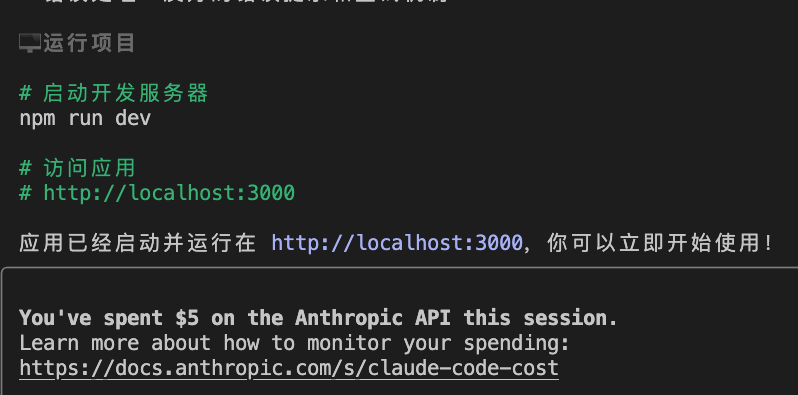 🖥️运行项目
# 启动开发服务器
npm run dev
# 访问应用
# http://localhost:3000
应用已经启动并运行在 http://localhost:3000, 你可以立即开始使用!
You've spent $5 on the Anthropic API this session.
Learn more about how to monitor your spending:
https://docs.anthropic.com/s/claude-code-cost